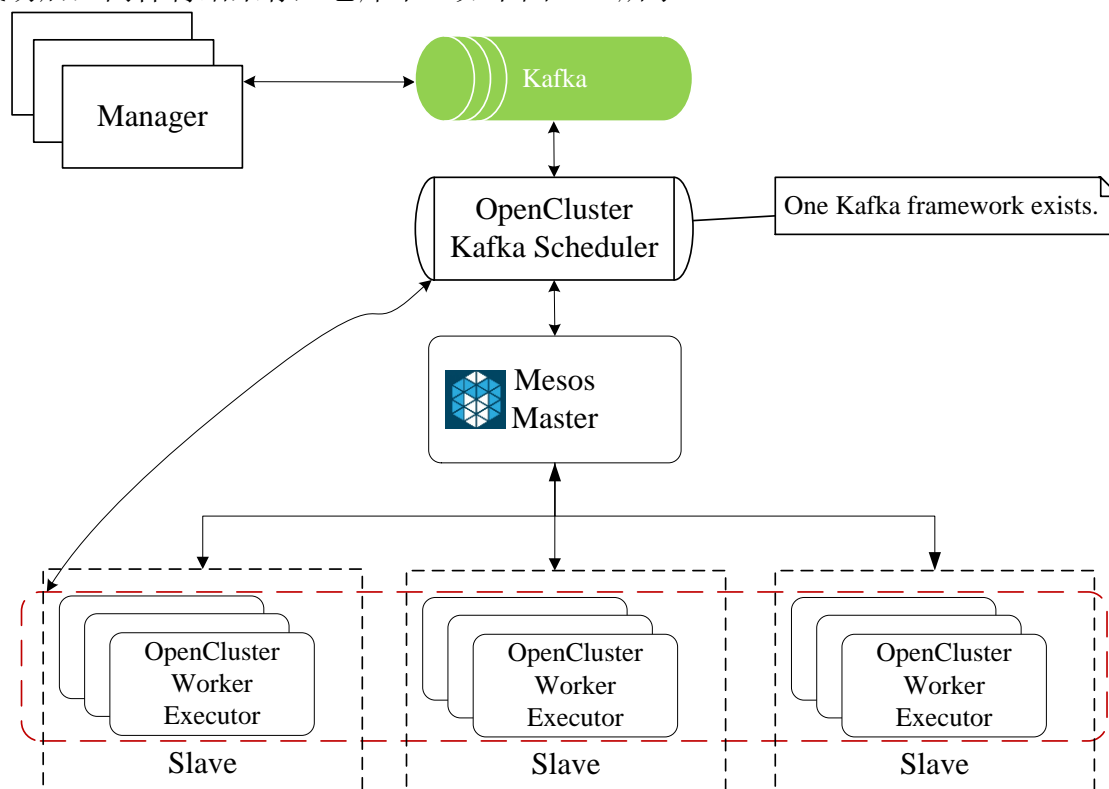 Kafka
Manager
OpenCluster
Kafka Scheduler
One Kafka framework exists.
Mesos
Master
OpenCluster
Worker
Executor
OpenCluster
Worker
Executor
OpenCluster
Worker
Executor
Slave
Slave
Slave